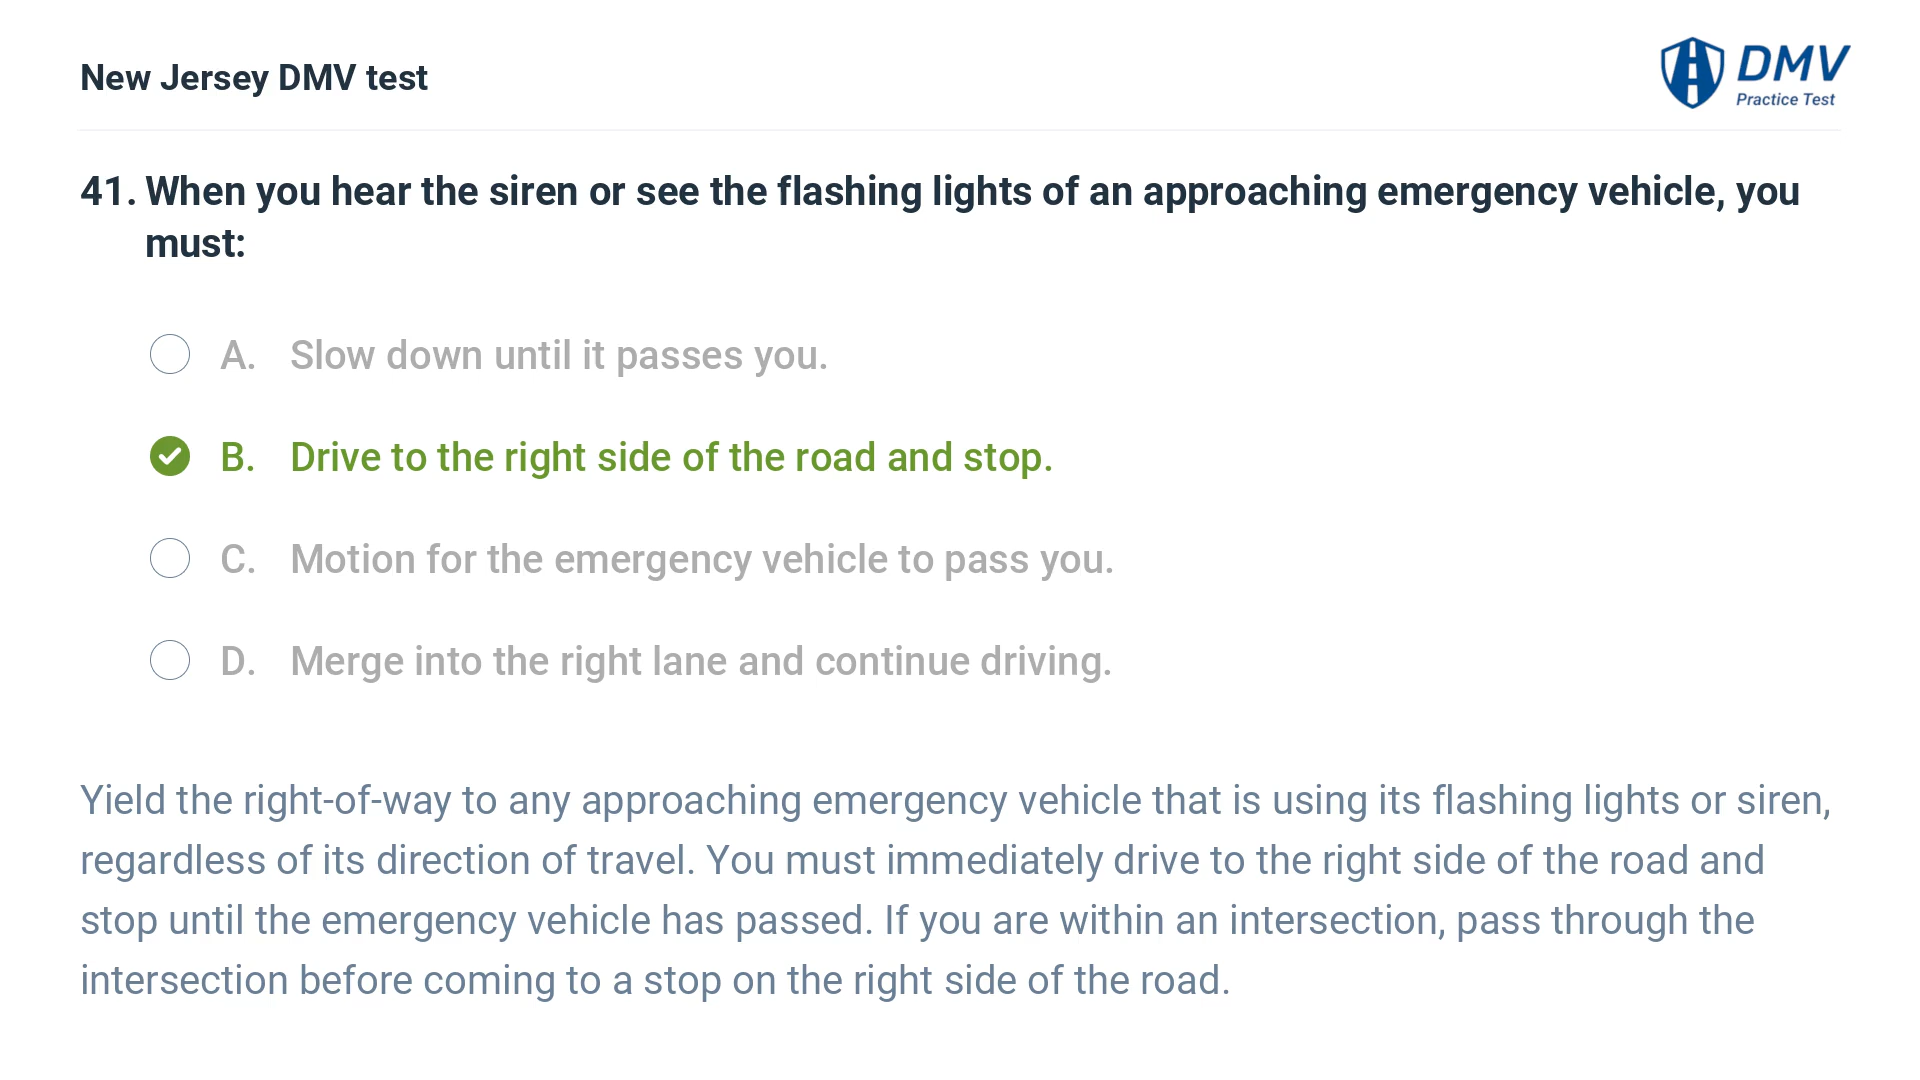 New Jersey DMV test
DMV
Practice Test
41. When you hear the siren or see the flashing lights of an approaching emergency vehicle, you
must:
A. Slow down until it passes you.
B. Drive to the right side of the road and stop.
C. Motion for the emergency vehicle to pass you.
D. Merge into the right lane and continue driving.
Yield the right-of-way to any approaching emergency vehicle that is using its flashing lights or siren,
regardless of its direction of travel. You must immediately drive to the right side of the road and
stop until the emergency vehicle has passed. If you are within an intersection, pass through the
intersection before coming to a stop on the right side of the road.